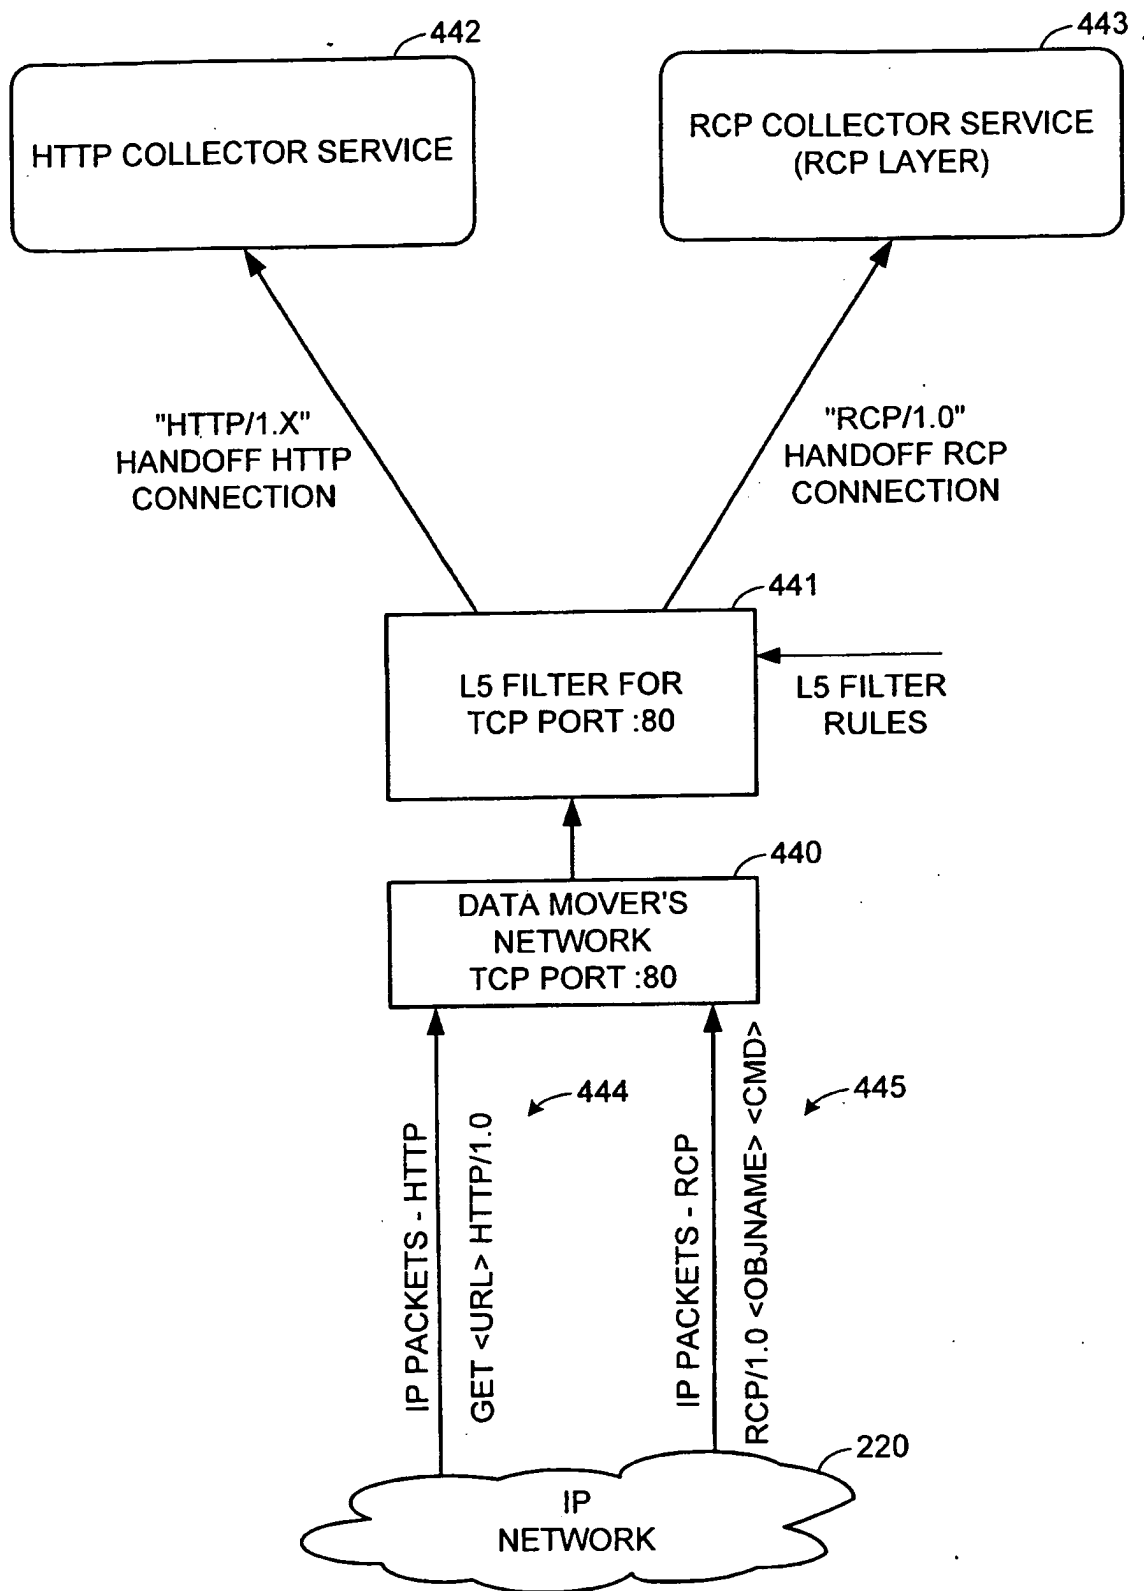 442
443
HTTP COLLECTOR SERVICE
RCP COLLECTOR SERVICE
(RCP LAYER)
"HTTP/1.X"
HANDOFF HTTP
CONNECTION
"RCP/1.0"
HANDOFF RCP
CONNECTION
441
L5 FILTER FOR
TCP PORT :80
L5 FILTER
RULES
440
DATA MOVER'S
NETWORK
TCP PORT :80
444
445
IP PACKETS - HTTP
GET <URL> HTTP/1.0
IP PACKETS - RCP
RCP/1.0 <OBJNAME> <CMD>
220
IP
NETWORK